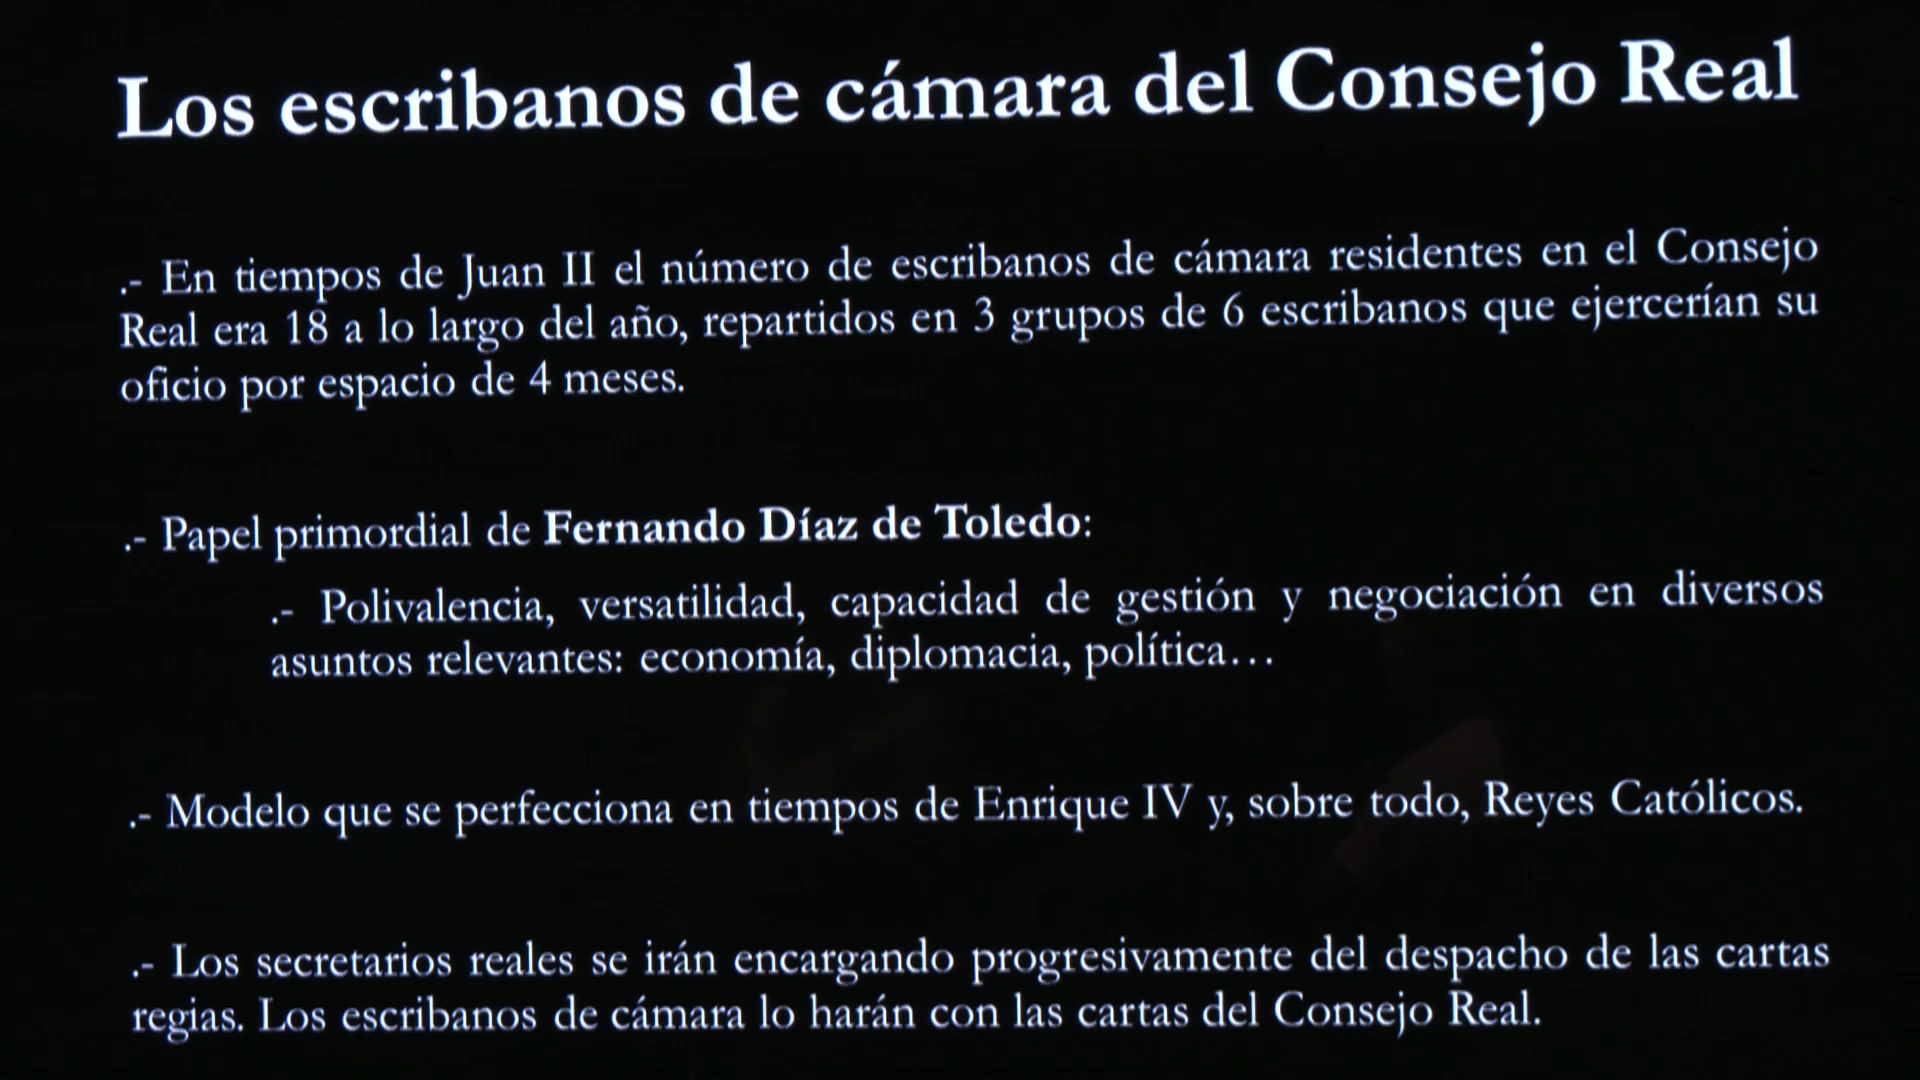 Los escribanos de cámara del Consejo Real
.- En tiempos de Juan II el número de escribanos de cámara residentes en el Consejo
Real era 18 a lo largo del año, repartidos en 3 grupos de 6 escribanos que ejercerían su
oficio por espacio de 4 meses.
.- Papel primordial de Fernando Díaz de Toledo:
.- Polivalencia, versatilidad, capacidad de gestión y negociación en diversos
asuntos relevantes: economía, diplomacia, política…
.- Modelo que se perfecciona en tiempos de Enrique IV y, sobre todo, Reyes Católicos.
.- Los secretarios reales se irán encargando progresivamente del despacho de las cartas
regias. Los escribanos de cámara lo harán con las cartas del Consejo Real.